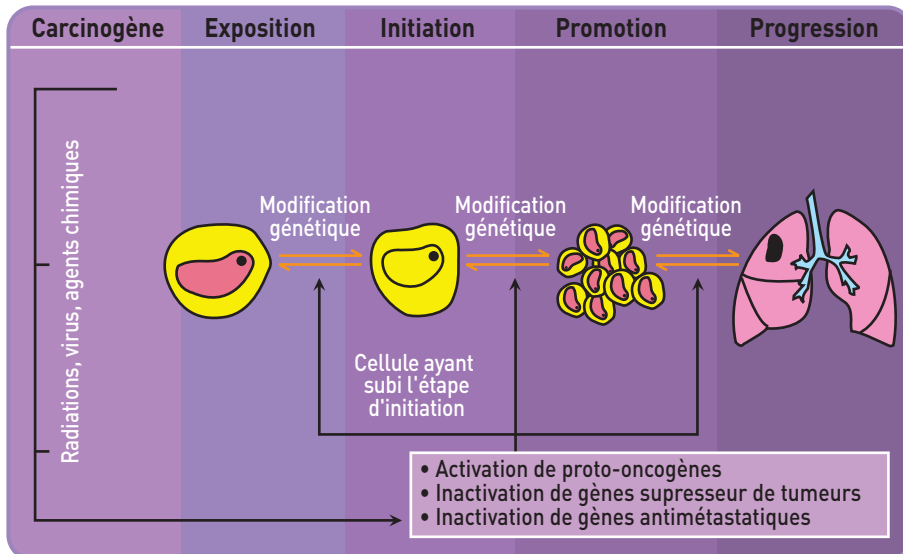 Carcinogène
Exposition
Initiation
Promotion
Progression
Radiations, virus, agents chimiques
Modification
génétique
Modification
génétique
Modification
génétique
Cellule ayant
subi l'étape
d'initiation
• Activation de proto-oncogènes
• Inactivation de gènes supresseur de tumeurs
• Inactivation de gènes antimétastatiques